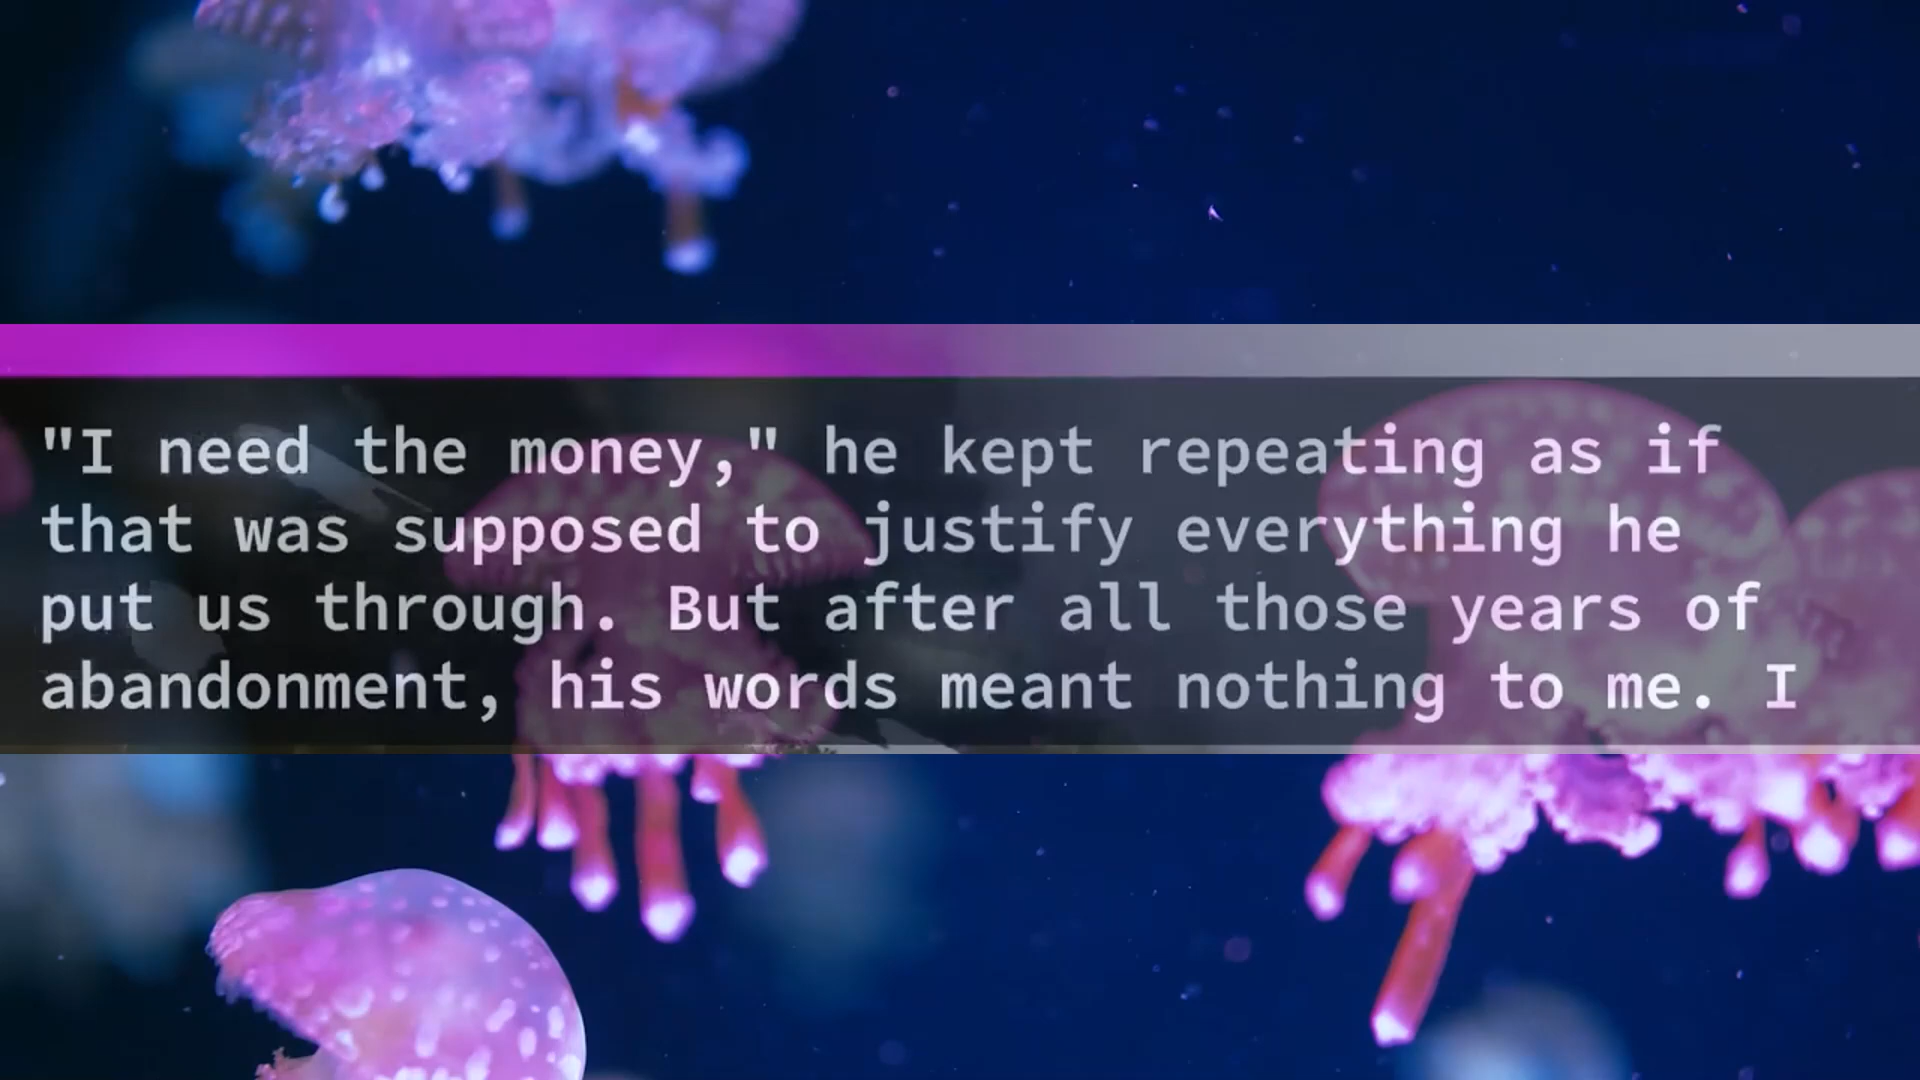 "I need the money," he kept repeating as if
that was supposed to justify everything he
put us through. But after all those years of
abandonment, his words meant nothing to me. I